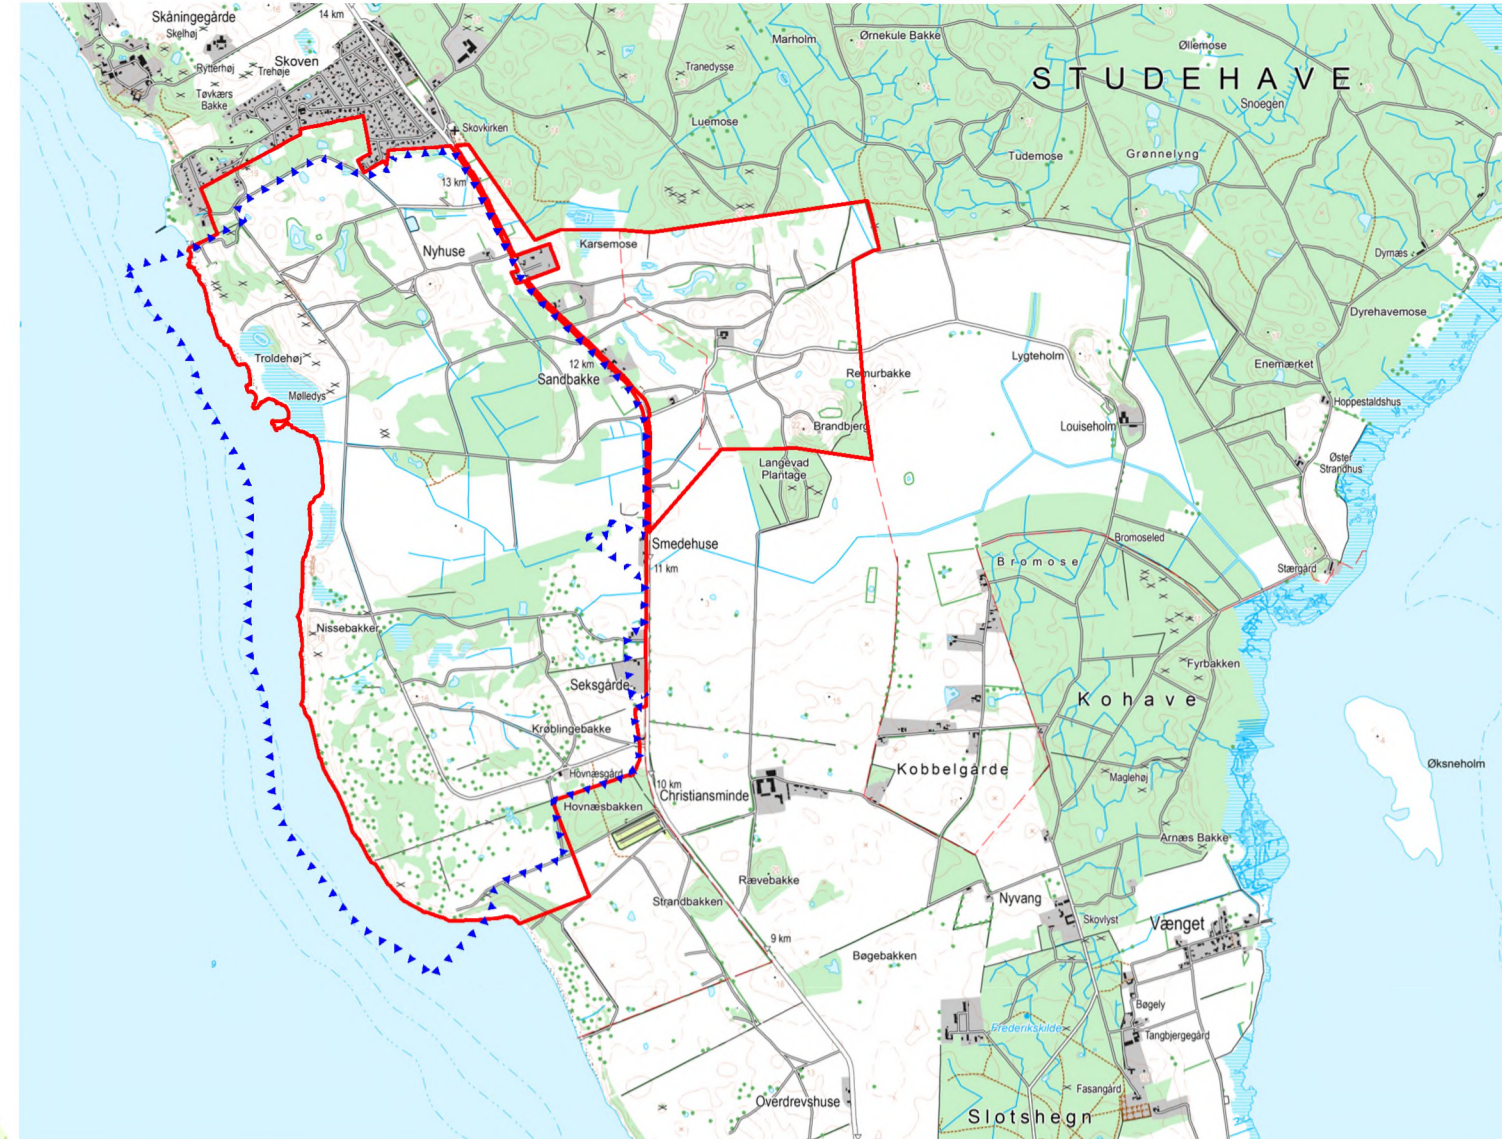 Skåningegårde
14 km
Skelhøj
Marholm
Ørnekule Bakke
Øllemose
Rytterhøj
Trehøje
Skoven
Tranedysse
STUDEHAVE
Tøvkærs
Bakke
Snoegen
Luemose
Skovkirken
Tudemose
Grønnelyng
13 km
Nyhuse
Karsemose
Dyrnæs
Dyrehavemose
Troldehøj
12 km
Sandbakke
Lygteholm
Enemærket
Remurbakke
Mølledys
Hoppestaldshus
Brandbjerg
Louiseholm
Langevad
Plantage
Øster
Strandhus
Smedehuse
Bromoseled
11 km
Bromose
Stærgård
Nissebakker
Fyrbakken
Seksgårde
Kohave
Krøblingebakke
Øksneholm
Hovnæsgård
10 km
Kobbelgårde
Maglehøj
Christiansminde
Hovnæsbakken
Arnæs Bakke
Rævebakke
Strandbakken
Nyvang
Skovlyst
Vænget
9 km
Bøgebakken
Bøgely
Frederikskilde
Tangbjergegård
Fasangård
Overdrevshuse
Slotshegn